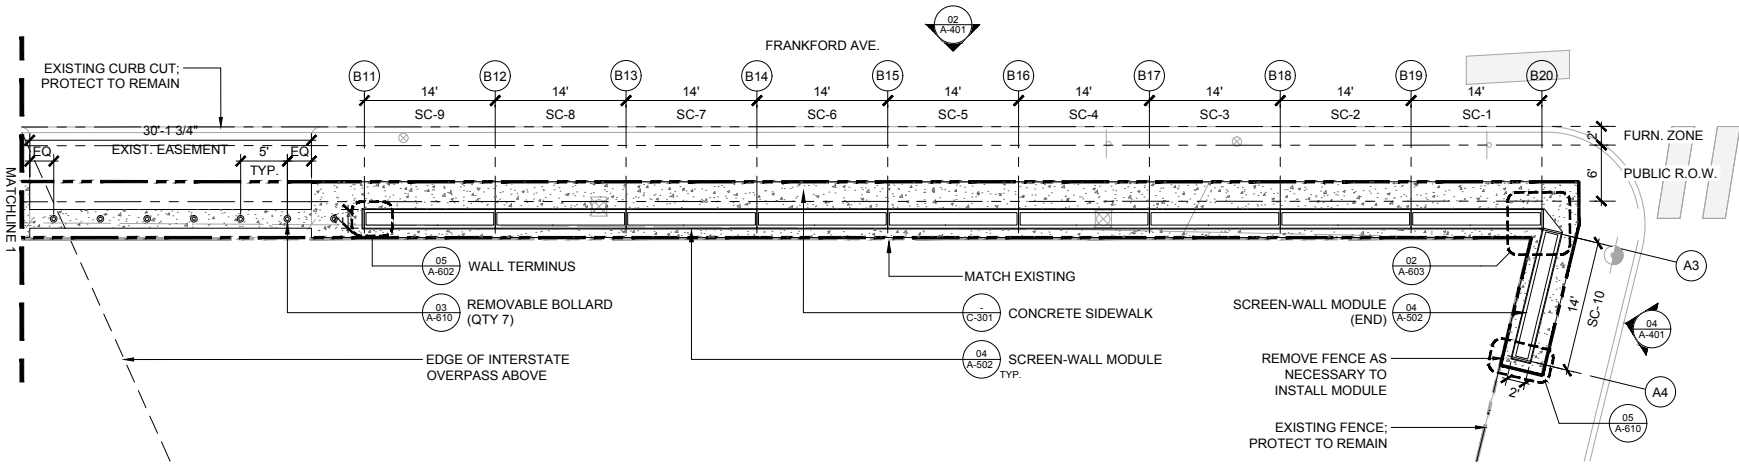 02
A-401
FRANKFORD AVE.
EXISTING CURB CUT;
PROTECT TO REMAIN
B11
B12
B13
B14
B15
B16
B17
B18
B19
B20
14'
14'
14'
14'
14'
14'
14'
14'
14'
SC-9
SC-8
SC-7
SC-6
SC-5
SC-4
SC-3
SC-2
SC-1
30'-1 3/4"
EXIST. EASEMENT
EQ
5'
TYP.
EQ
2'
FURN. ZONE
6'
PUBLIC R.O.W.
MATCHLINE 1
05
A-602
WALL TERMINUS
03
A-610
REMOVABLE BOLLARD
(QTY 7)
EDGE OF INTERSTATE
OVERPASS ABOVE
MATCH EXISTING
-
C-301
CONCRETE SIDEWALK
04
A-502
SCREEN-WALL MODULE
TYP.
02
A-603
SCREEN-WALL MODULE
(END)
04
A-502
REMOVE FENCE AS
NECESSARY TO
INSTALL MODULE
EXISTING FENCE;
PROTECT TO REMAIN
14'
SC-10
2'
A3
04
A-401
A4
05
A-610